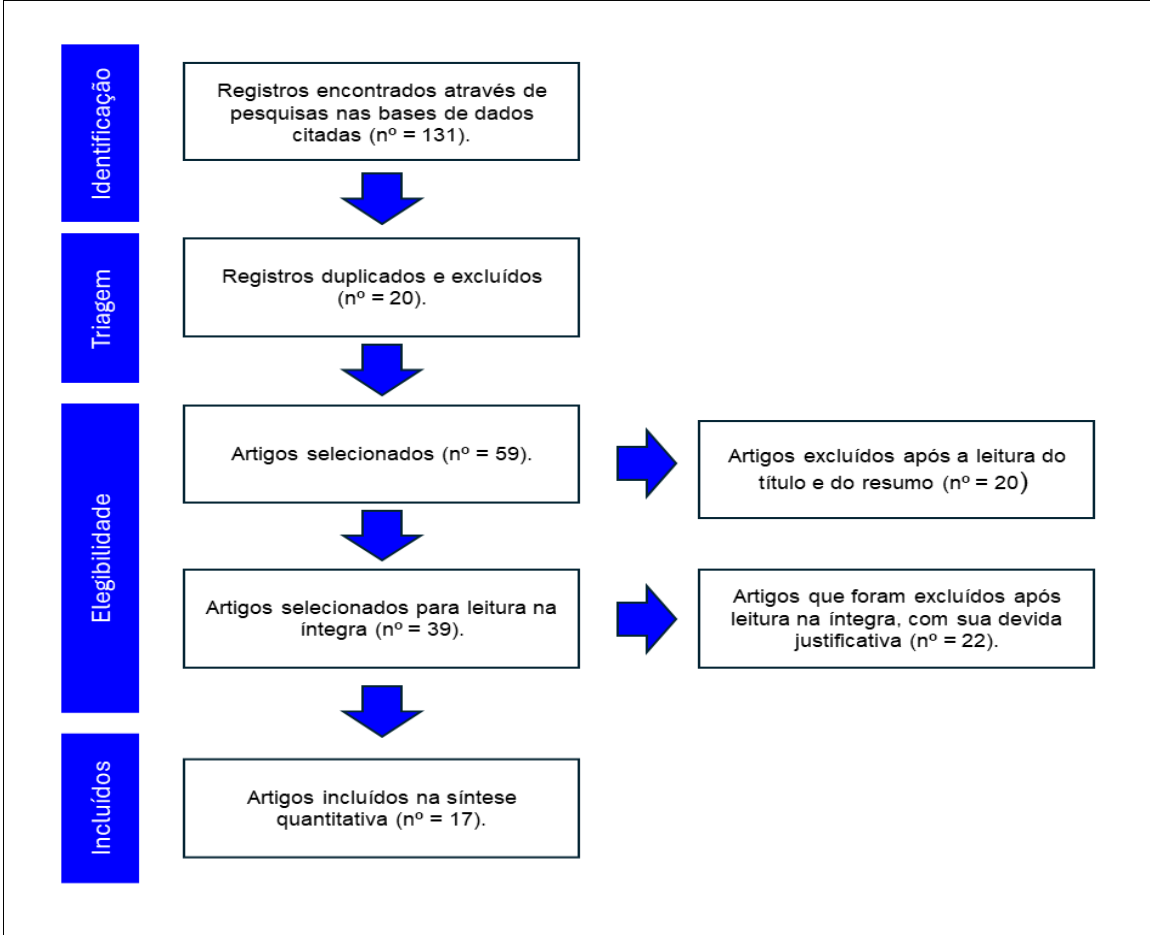 Identificação
Registros encontrados através de
pesquisas nas bases de dados
citadas (nº = 131).
Triagem
Registros duplicados e excluídos
(nº = 20).
Elegibilidade
Artigos selecionados (nº = 59).
Artigos excluídos após a leitura do
título e do resumo (nº = 20)
Artigos selecionados para leitura na
íntegra (nº = 39).
Artigos que foram excluídos após
leitura na íntegra, com sua devida
justificativa (nº = 22).
Incluídos
Artigos incluídos na síntese
quantitativa (nº = 17).